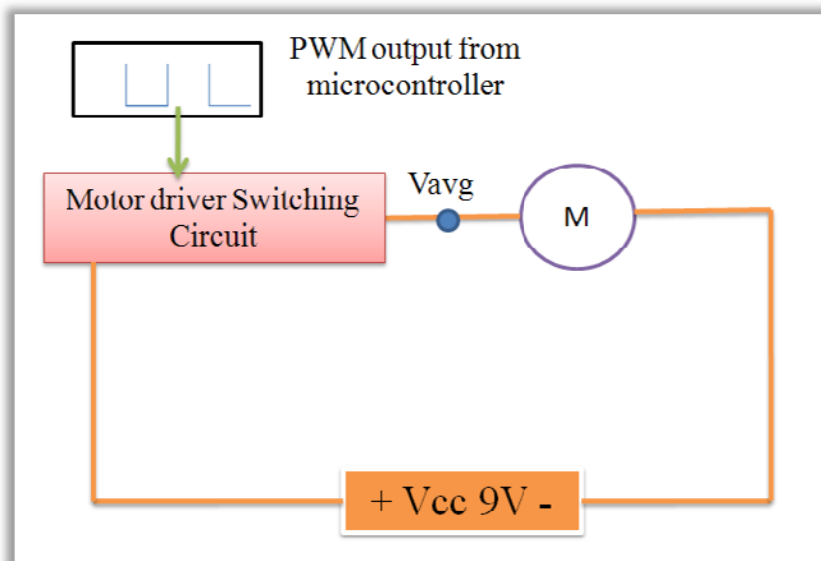 PWM output from
microcontroller
Motor driver Switching
Circuit
Vavg
M
+ Vcc 9V -